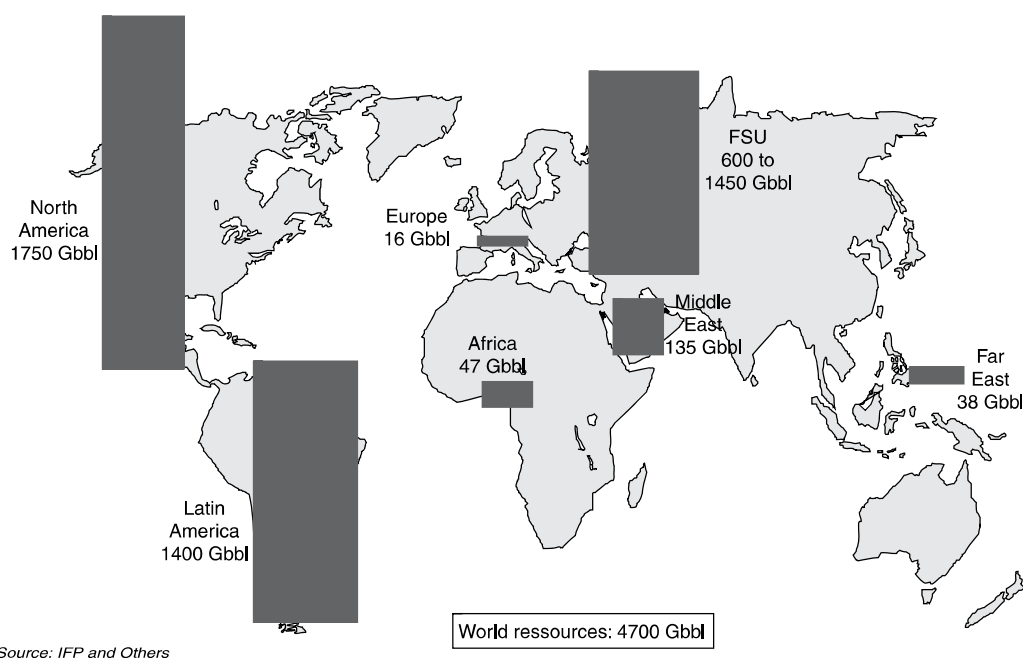 FSU
600 to
1450 Gbbl
North
America
1750 Gbbl
Europe
16 Gbbl
Middle
East
135 Gbbl
Africa
47 Gbbl
Far
East
38 Gbbl
Latin
America
1400 Gbbl
World ressources: 4700 Gbbl
Source: IFP and Others